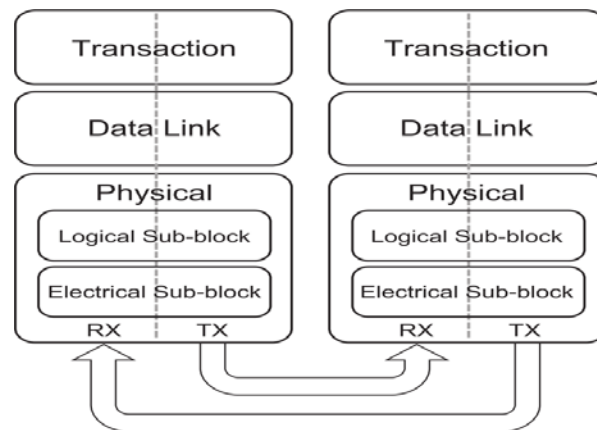 Transaction
Data Link
Physical
Logical Sub-block
Electrical Sub-block
RX TX
Transaction
Data Link
Physical
Logical Sub-block
Electrical Sub-block
RX TX